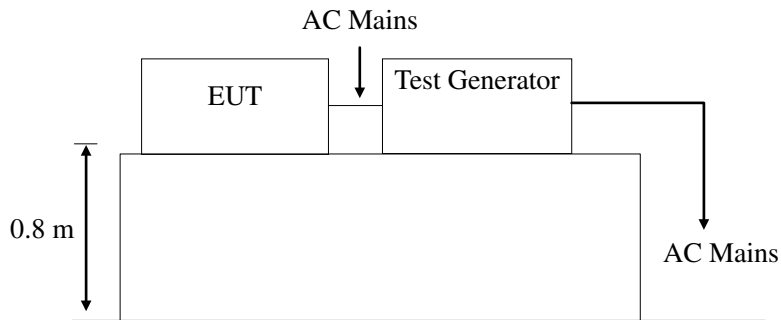 AC Mains
EUT
Test Generator
0.8 m
AC Mains